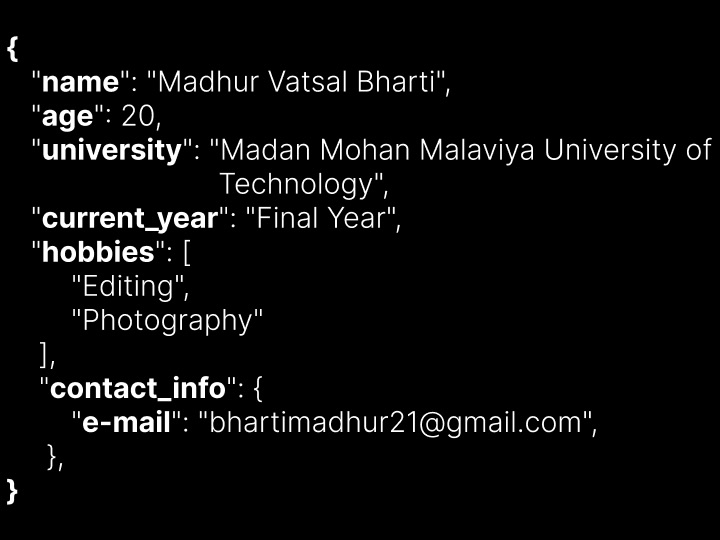 {
"name": "Madhur Vatsal Bharti",
"age": 20,
"university": "Madan Mohan Malaviya University of
Technology",
"current_year": "Final Year",
"hobbies": [
"Editing",
"Photography"
],
"contact_info": {
"e-mail": "bhartimadhur21@gmail.com",
},
}